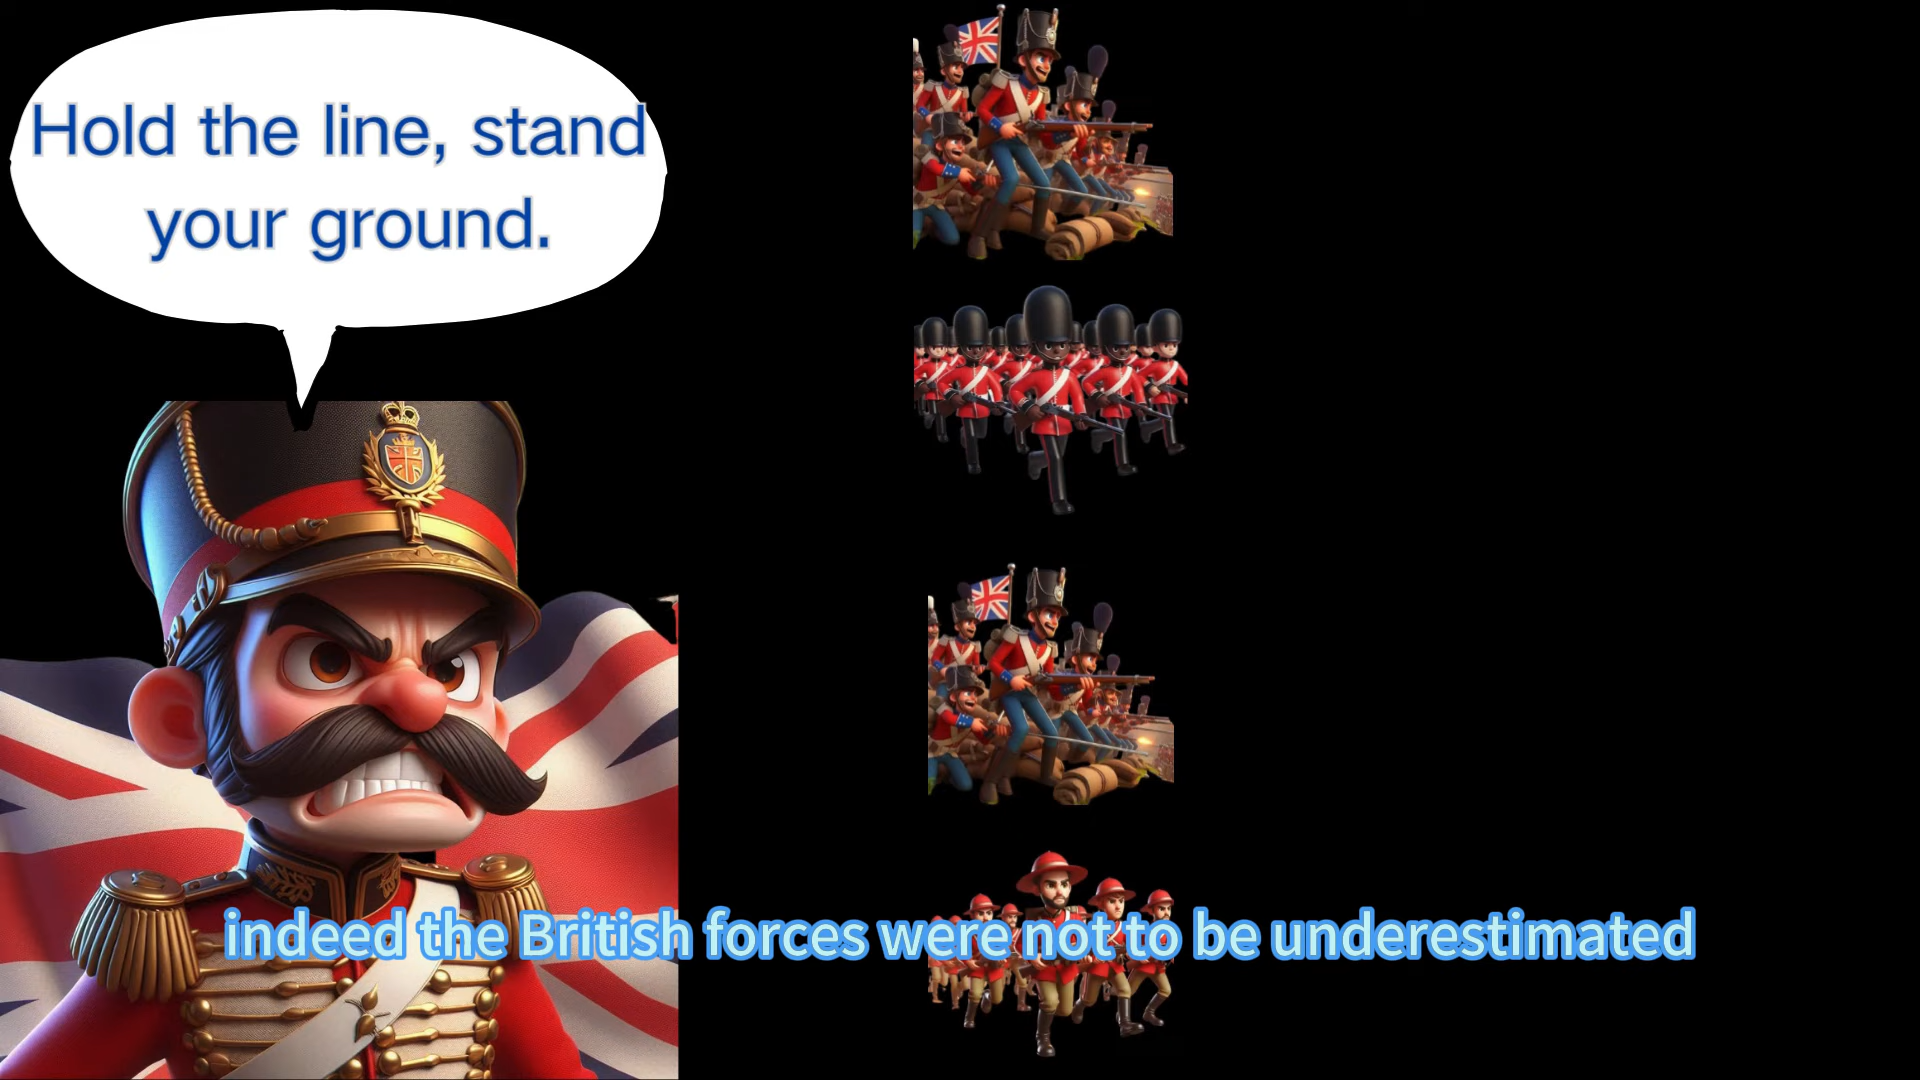 Hold the line, stand
your ground.
indeed the British forces were not to be underestimated